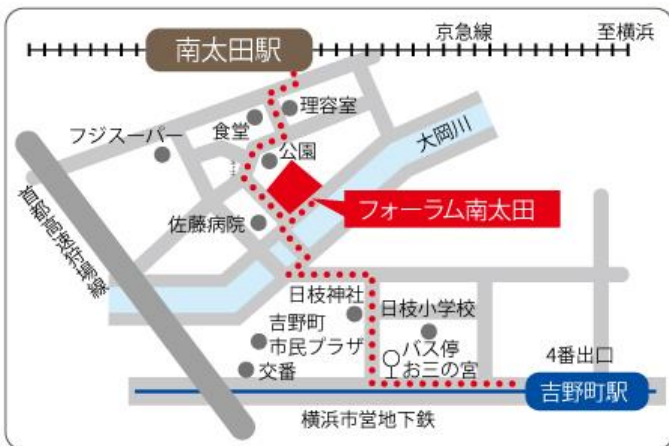 南太田駅
京急線
至横浜
理容室
食堂
フジスーパー
公園
大岡川
首都高速狩場線
佐藤病院
フォーラム南太田
日枝神社
日枝小学校
吉野町
市民プラザ
バス停
お三の宮
交番
4番出口
吉野町駅
横浜市営地下鉄